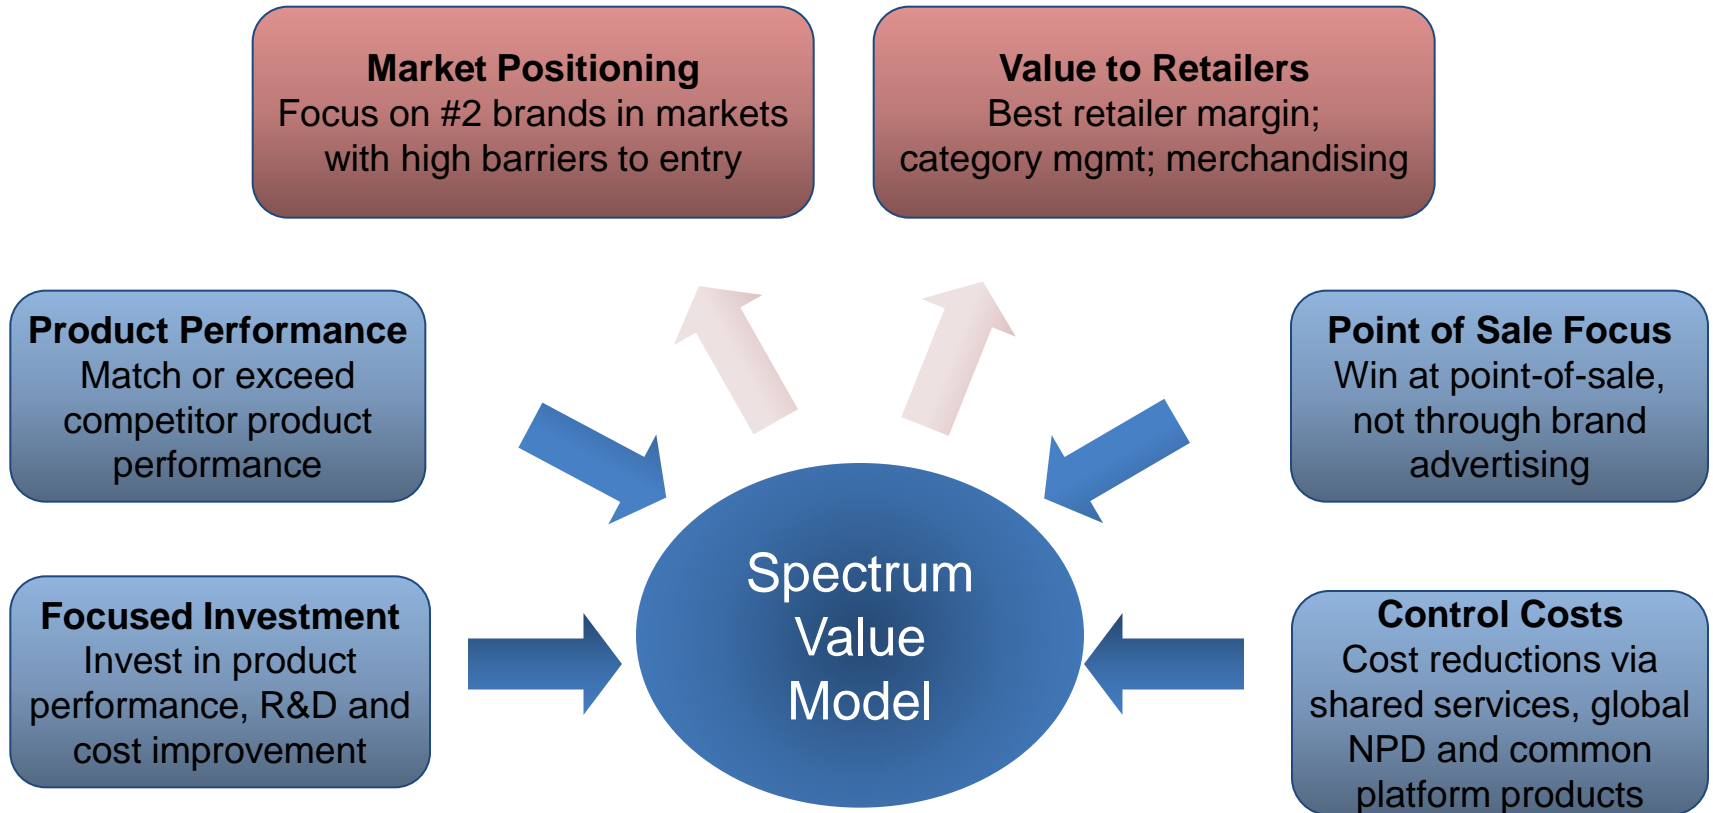 Market Positioning
Focus on #2 brands in markets
with high barriers to entry
Value to Retailers
Best retailer margin;
category mgmt; merchandising
Product Performance
Match or exceed
competitor product
performance
Point of Sale Focus
Win at point-of-sale,
not through brand
advertising
Focused Investment
Invest in product
performance, R&D and
cost improvement
Spectrum
Value
Model
Control Costs
Cost reductions via
shared services, global
NPD and common
platform products